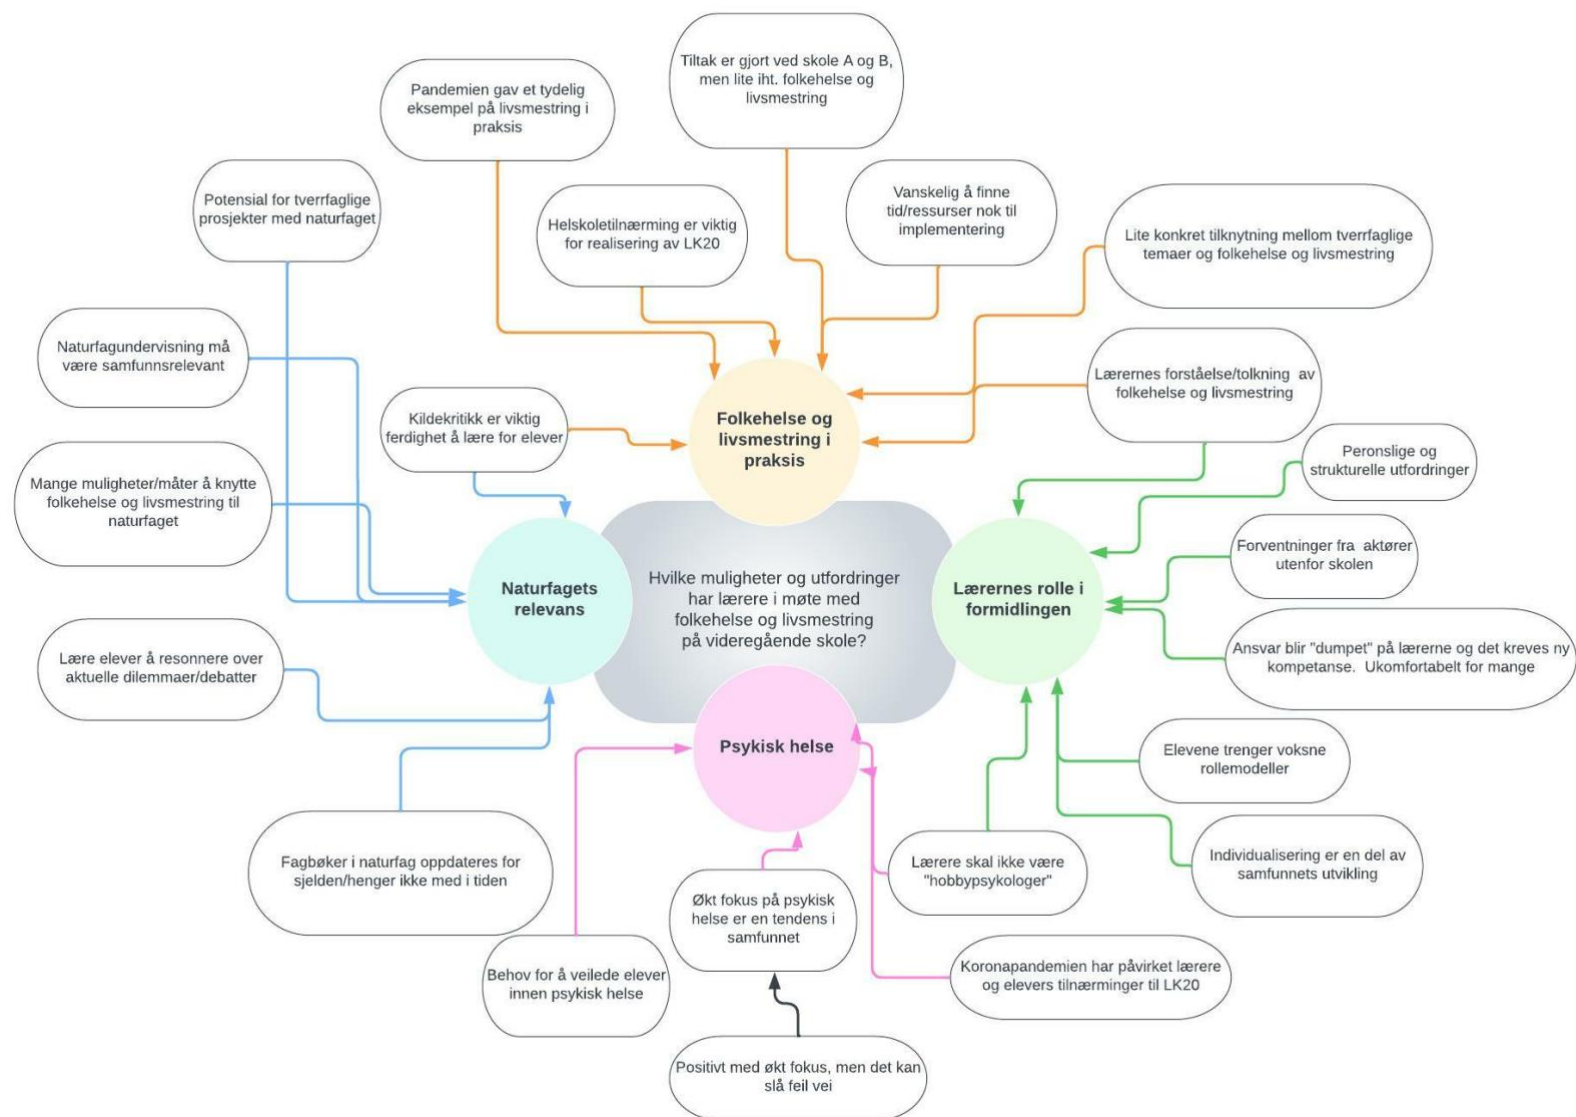 Tiltak er gjort ved skole A og B,
men lite iht. folkehelse og
livsmestring
Pandemien gav et tydelig
eksempel på livsmestring i
praksis
Potensial for tverrfaglige
prosjekter med naturfaget
Helskoletilnærming er viktig
for realisering av LK20
Vanskelig å finne
tid/ressurser nok til
implementering
Lite konkret tilknytning mellom tverrfaglige
temaer og folkehelse og livsmestring
Naturfagundervisning må
være samfunnsrelevant
Kildekritikk er viktig
ferdighet å lære for elever
Folkehelse og
livsmestring i
praksis
Lærernes forståelse/tolkning av
folkehelse og livsmestring
Peronslige og
strukturelle utfordringer
Mange muligheter/måter å knytte
folkehelse og livsmestring til
naturfaget
Forventninger fra aktører
utenfor skolen
Naturfagets
relevans
Hvilke muligheter og utfordringer
har lærere i møte med
folkehelse og livsmestring
på videregående skole?
Lærernes rolle i
formidlingen
Lære elever å resonnere over
aktuelle dilemmaer/debatter
Ansvar blir "dumpet" på lærerne og det kreves ny
kompetanse. Ukomfortabelt for mange
Psykisk helse
Elevene trenger voksne
rollemodeller
Fagbøker i naturfag oppdateres for
sjelden/henger ikke med i tiden
Lærere skal ikke være
"hobbypsykologer"
Individualisering er en del av
samfunnets utvikling
Økt fokus på psykisk
helse er en tendens i
samfunnet
Behov for å veilede elever
innen psykisk helse
Koronapandemien har påvirket lærere
og elevers tilnærminger til LK20
Positivt med økt fokus, men det kan
slå feil vei